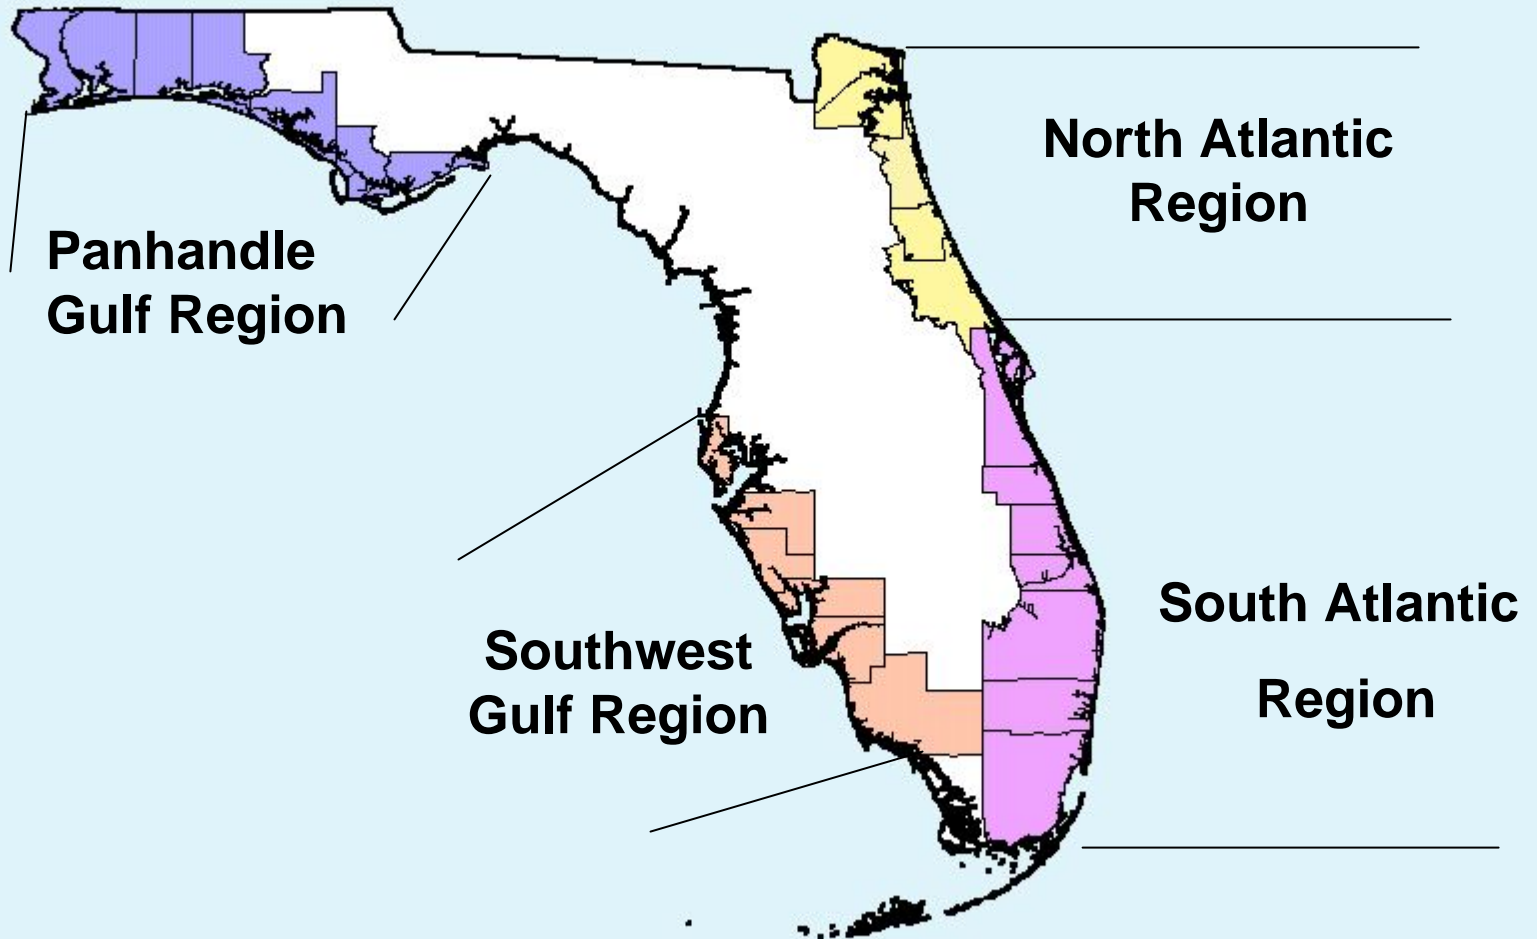 North Atlantic
Region
Panhandle
Gulf Region
Southwest
Gulf Region
South Atlantic
Region